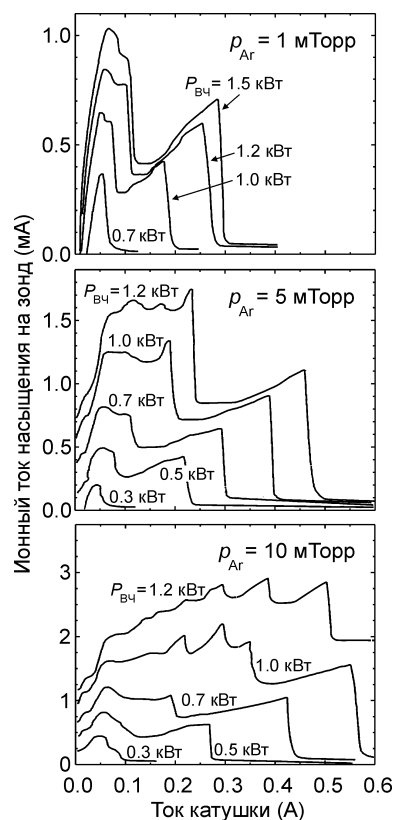 Ионный ток насыщения на зонд (мА)
p_Ar = 1 мТорр
P_ВЧ = 1.5 кВт
1.2 кВт
1.0 кВт
0.7 кВт
1.0
0.5
0.0
p_Ar = 5 мТорр
P_ВЧ = 1.2 кВт
1.0 кВт
0.7 кВт
0.5 кВт
0.3 кВт
1.5
1.0
0.5
0.0
p_Ar = 10 мТорр
P_ВЧ = 1.2 кВт
1.0 кВт
0.7 кВт
0.3 кВт
0.5 кВт
3
2
1
0
0.0 0.1 0.2 0.3 0.4 0.5 0.6
Ток катушки (А)